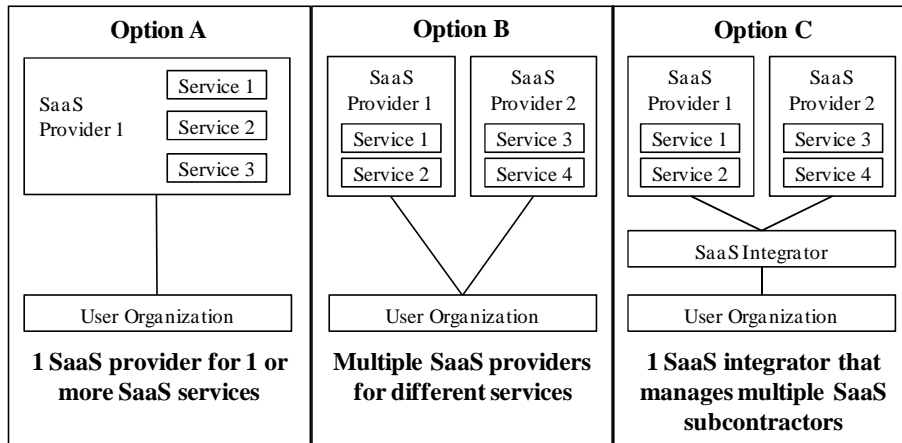 Option A
SaaS
Provider 1
Service 1
Service 2
Service 3
User Organization
1 SaaS provider for 1 or
more SaaS services
Option B
SaaS
Provider 1
Service 1
Service 2
SaaS
Provider 2
Service 3
Service 4
User Organization
Multiple SaaS providers
for different services
Option C
SaaS
Provider 1
Service 1
Service 2
SaaS
Provider 2
Service 3
Service 4
SaaS Integrator
User Organization
1 SaaS integrator that
manages multiple SaaS
subcontractors